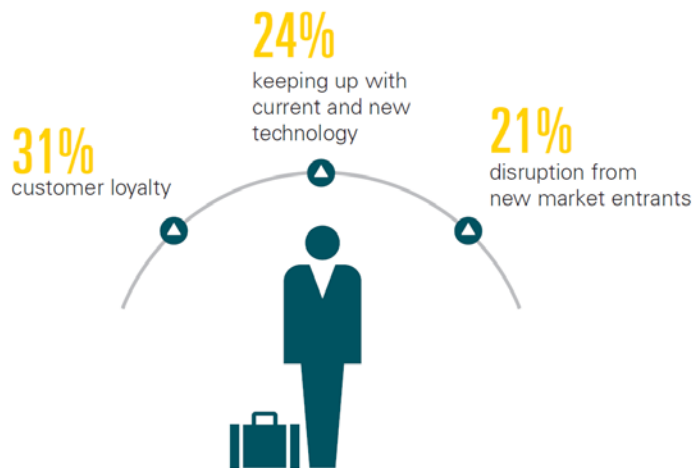 31%
customer loyalty
24%
keeping up with
current and new
technology
21%
disruption from
new market entrants